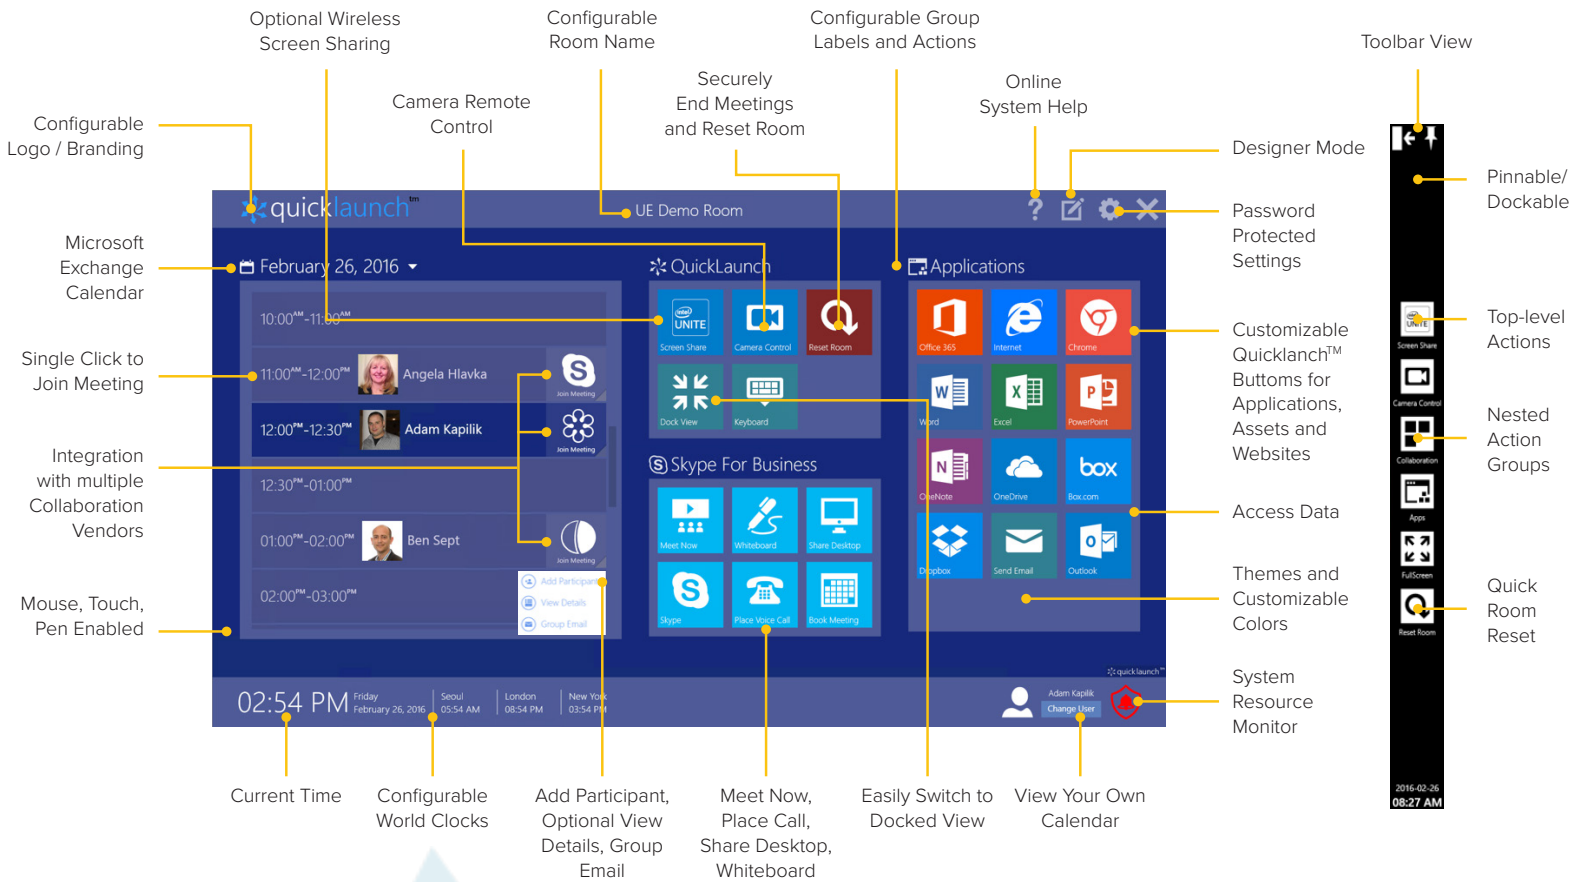 Optional Wireless
Screen Sharing
Configurable
Room Name
Configurable Group
Labels and Actions
Toolbar View
Camera Remote
Control
Securely
End Meetings
and Reset Room
Online
System Help
Configurable
Logo / Branding
Designer Mode
Pinnable/
Dockable
quicklaunch™
UE Demo Room
?
Password
Protected
Settings
Microsoft
Exchange
Calendar
February 26, 2016
QuickLaunch
Applications
10:00AM-11:00AM
intel
UNITE
Screen Share
Camera Control
Reset Room
Office 365
Internet
Chrome
Customizable
Quicklanch™
Buttoms for
Applications,
Assets and
Websites
Top-level
Actions
UNITE
Screen Share
Single Click to
Join Meeting
11:00AM-12:00PM
Angela Hlavka
Join Meeting
Dock View
Keyboard
Word
Excel
PowerPoint
Camera Control
12:00PM-12:30PM
Adam Kapilik
Join Meeting
Nested
Action
Groups
Collaboration
Integration
with multiple
Collaboration
Vendors
12:30PM-01:00PM
Skype For Business
OneNote
OneDrive
box
Box.com
Access Data
Apps
01:00PM-02:00PM
Ben Sept
Join Meeting
Meet Now
Whiteboard
Share Desktop
Dropbox
Send Email
Outlook
FullScreen
Mouse, Touch,
Pen Enabled
02:00PM-03:00PM
Add Participant
View Details
Group Email
Skype
Place Voice Call
Book Meeting
Themes and
Customizable
Colors
Quick
Room
Reset
Reset Room
quicklaunch™
02:54 PM
Friday
February 26, 2016
Seoul
05:54 AM
London
08:54 PM
New York
03:54 PM
Adam Kapilik
Change User
System
Resource
Monitor
Current Time
Configurable
World Clocks
Add Participant,
Optional View
Details, Group
Email
Meet Now,
Place Call,
Share Desktop,
Whiteboard
Easily Switch to
Docked View
View Your Own
Calendar
2016-02-26
08:27 AM